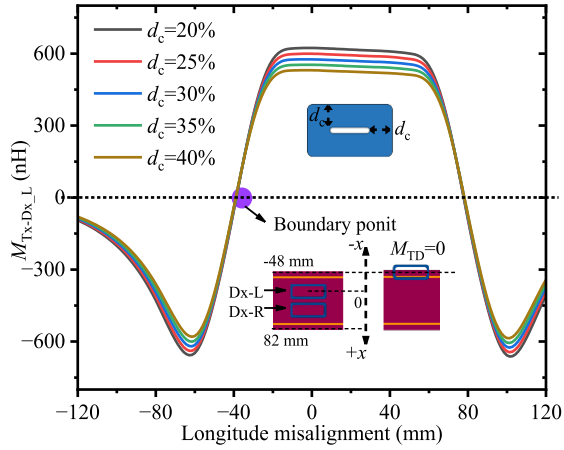 600
300
0
−300
−600
M_Tx-Dx_L (nH)
d_c=20%
d_c=25%
d_c=30%
d_c=35%
d_c=40%
d_c
d_c
Boundary ponit
-x
M_TD=0
-48 mm
Dx-L
0
Dx-R
82 mm
+x
−120 −80 −40 0 40 80 120
Longitude misalignment (mm)